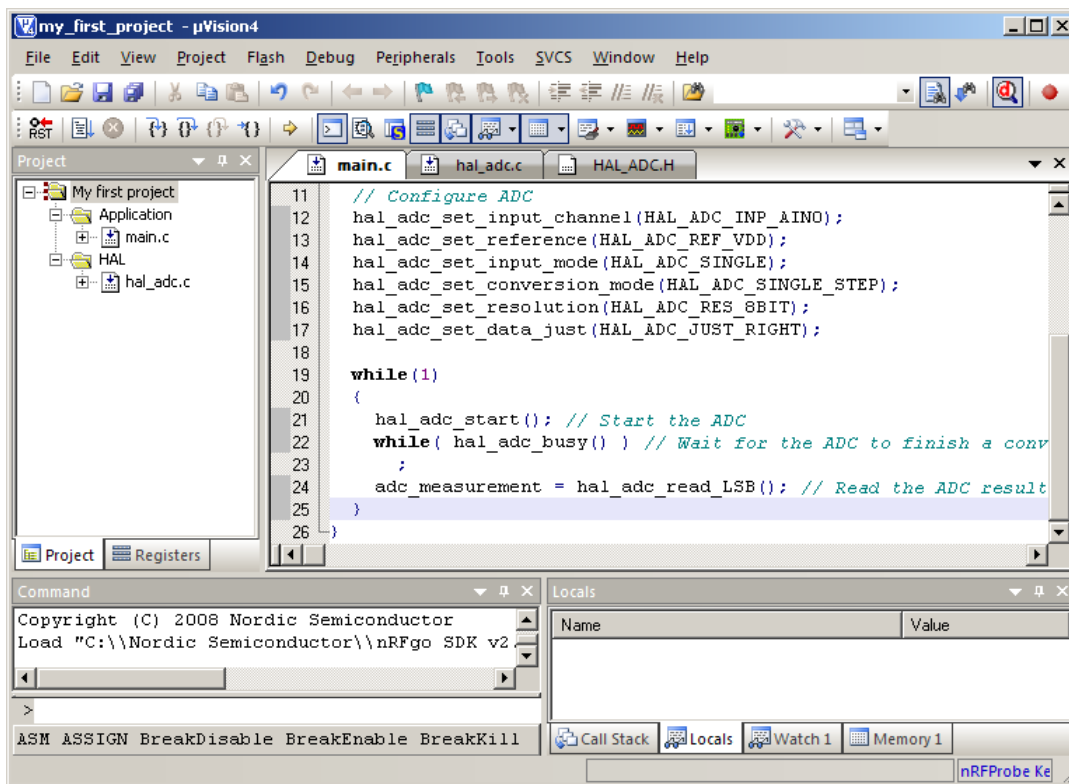 my_first_project - µVision4
File Edit View Project Flash Debug Peripherals Tools SVCS Window Help
RST
Project
My first project
Application
main.c
HAL
hal_adc.c
Project Registers
main.c hal_adc.c HAL_ADC.H
11 // Configure ADC
12 hal_adc_set_input_channel(HAL_ADC_INP_AIN0);
13 hal_adc_set_reference(HAL_ADC_REF_VDD);
14 hal_adc_set_input_mode(HAL_ADC_SINGLE);
15 hal_adc_set_conversion_mode(HAL_ADC_SINGLE_STEP);
16 hal_adc_set_resolution(HAL_ADC_RES_8BIT);
17 hal_adc_set_data_just(HAL_ADC_JUST_RIGHT);
18
19 while(1)
20 {
21 hal_adc_start(); // Start the ADC
22 while( hal_adc_busy() ) // Wait for the ADC to finish a conv
23 ;
24 adc_measurement = hal_adc_read_LSB(); // Read the ADC result
25 }
26 }
Command
Copyright (C) 2008 Nordic Semiconductor
Load "C:\\Nordic Semiconductor\\nRFgo SDK v2.
>
ASM ASSIGN BreakDisable BreakEnable BreakKill
Locals
Name Value
Call Stack Locals Watch 1 Memory 1
nRFProbe Ke